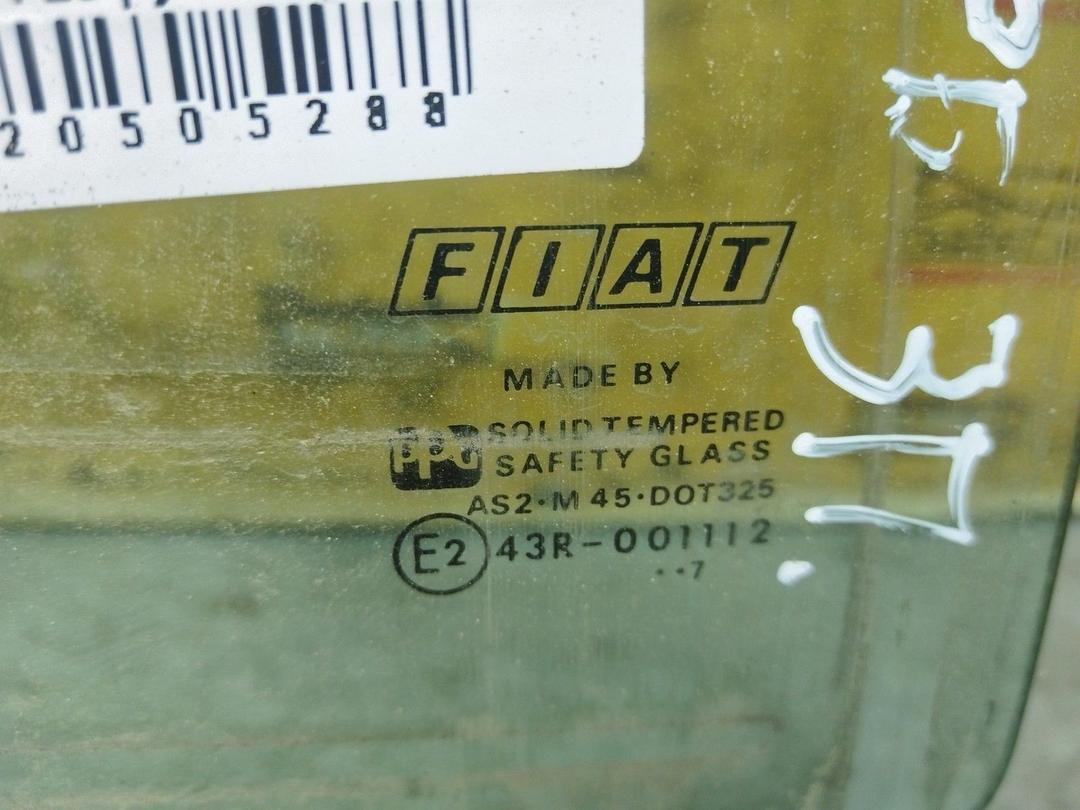 20505288
FIAT
MADE BY
PPG SOLID TEMPERED
SAFETY GLASS
AS2·M 45·DOT325
E2 43R-001112
··7